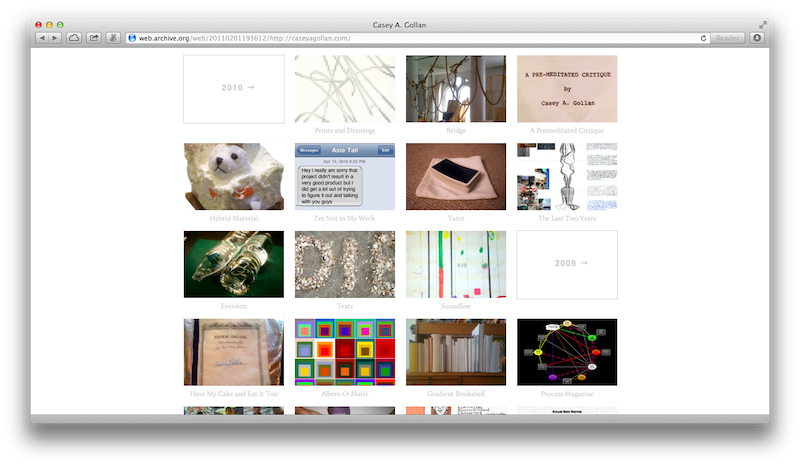 Casey A. Gollan
web.archive.org/web/20110201193612/http://caseyagollan.com/
Reader
2010 →
Prints and Drawings
Bridge
A PRE-MEDITATED CRITIQUE
by
Casey A. Gollan
A Premeditated Critique
Hybrid Material
Messages
Asia Tail
Edit
Apr 12, 2010 8:23 PM
Hey I really am sorry that
project didn't result in a
very good product but i
did get a lot out of trying
to figure it out and talking
with you guys
I'm Not in My Work
Tarot
The Last Two Years
Eversion
DIE
Texts
Soundline
2009 →
Have My Cake and Eat It Too
Albers-O-Matic
Gradient Bookshelf
Process Magazine